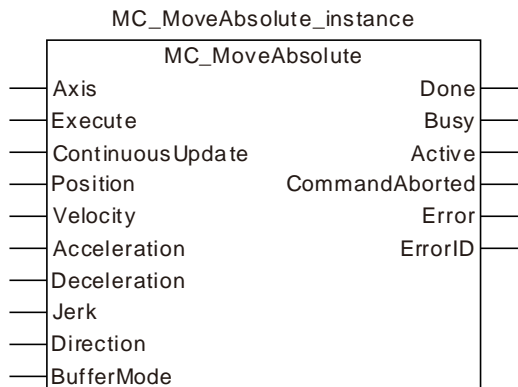 MC_MoveAbsolute_instance
MC_MoveAbsolute
Axis Done
Execute Busy
ContinuousUpdate Active
Position CommandAborted
Velocity Error
Acceleration ErrorID
Deceleration
Jerk
Direction
BufferMode